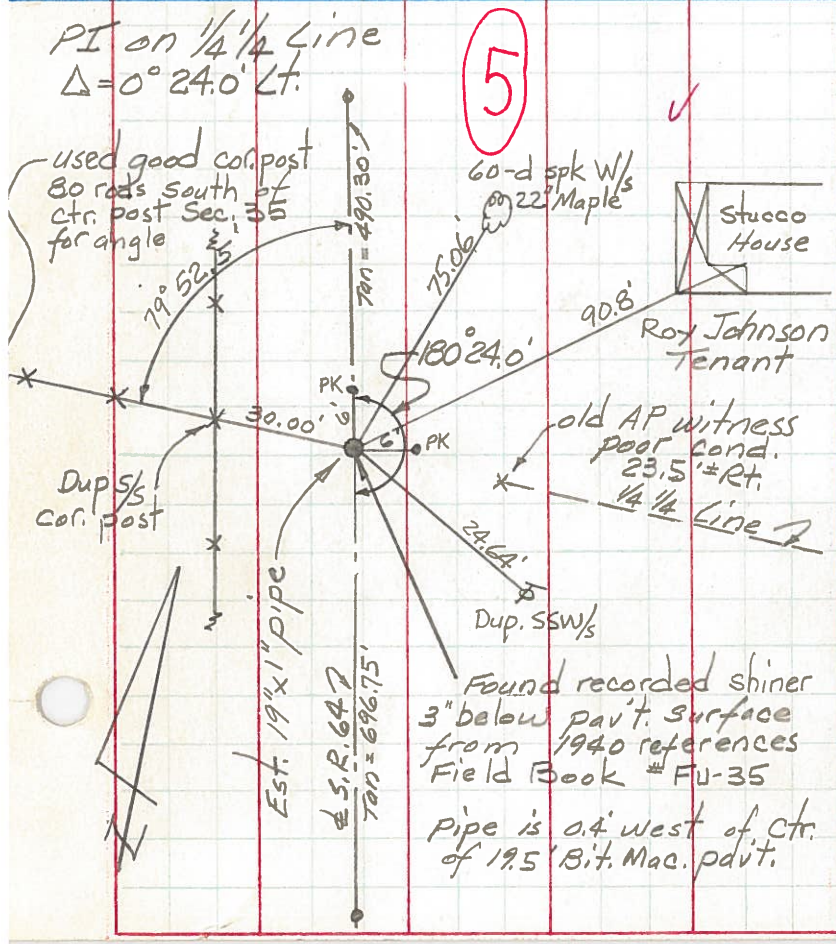 PI on 1/4 1/4 Line
Δ = 0° 24.0' Lt.
5
used good cor. post
80 rods south of
ctr. post Sec. 35
for angle
79° 52.5'
Tan = 490.30'
60-d spk W/s
22" Maple
75.06'
Stucco
House
90.8'
Roy Johnson
Tenant
180° 24.0'
PK
6'
6'
PK
30.00'
old AP witness
poor cond.
23.5'± Rt.
1/4 1/4 Line
Dup S/s
cor. post
24.64'
Dup. SSW/s
Est. 19"x1" pipe
℄ S.R. 64
Tan = 696.75'
Found recorded shiner
3" below pav't. surface
from 1940 references
Field Book # FU-35
Pipe is 0.4' west of Ctr.
of 19.5' Bit. Mac. pav't.
N